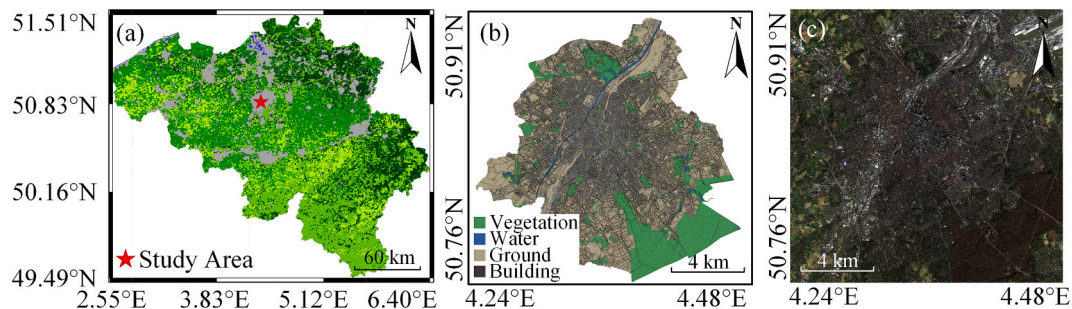 (a)
N
51.51°N
50.83°N
50.16°N
49.49°N
2.55°E
3.83°E
5.12°E
6.40°E
Study Area
60 km
(b)
N
50.91°N
50.76°N
4.24°E
4.48°E
Vegetation
Water
Ground
Building
4 km
(c)
N
50.91°N
50.76°N
4.24°E
4.48°E
4 km